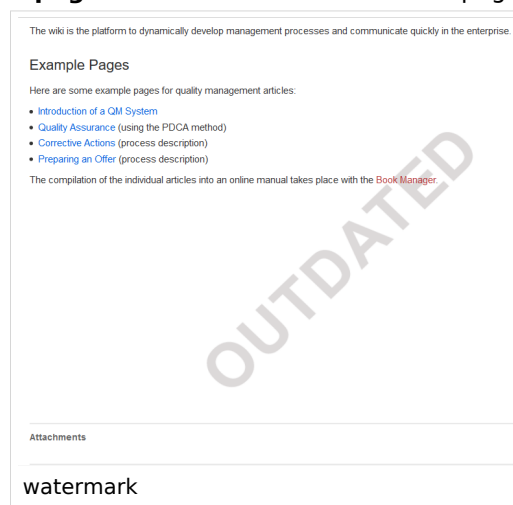 The wiki is the platform to dynamically develop management processes and communicate quickly in the enterprise.
Example Pages
Here are some example pages for quality management articles:
• Introduction of a QM System
• Quality Assurance (using the PDCA method)
• Corrective Actions (process description)
• Preparing an Offer (process description)
The compilation of the individual articles into an online manual takes place with the Book Manager.
OUTDATED
Attachments
watermark